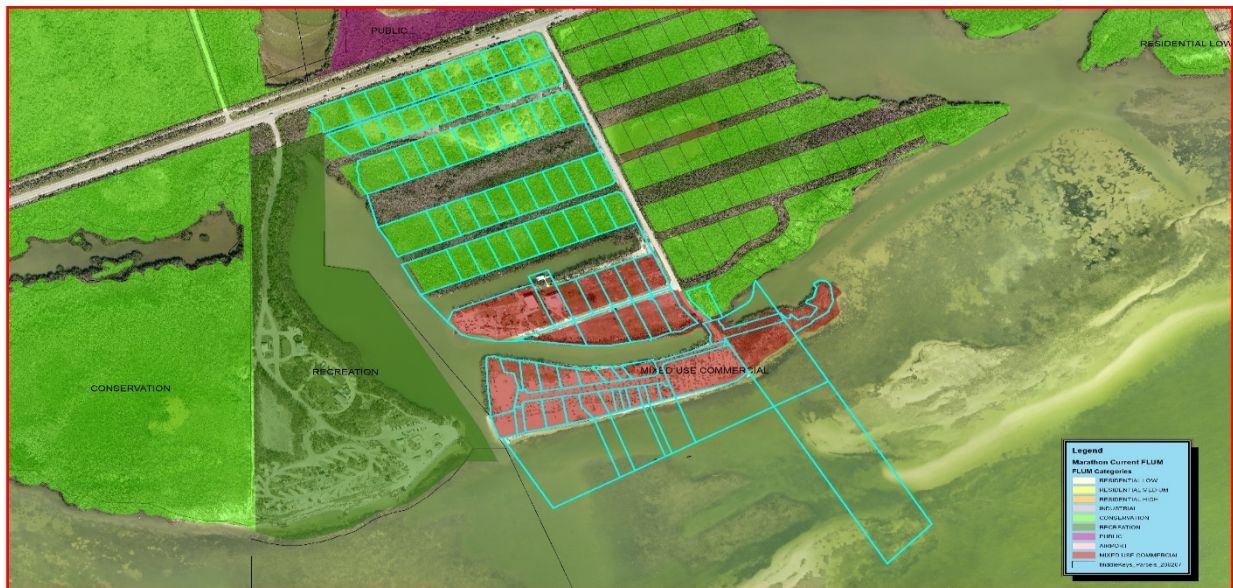 PUBLIC
RESIDENTIAL LOW
CONSERVATION
RECREATION
MIXED USE COMMERCIAL
Legend
Marathon Current FLUM
FLUM Categories
RESIDENTIAL LOW
RESIDENTIAL MEDIUM
RESIDENTIAL HIGH
INDUSTRIAL
CONSERVATION
RECREATION
PUBLIC
AIRPORT
MIXED USE COMMERCIAL